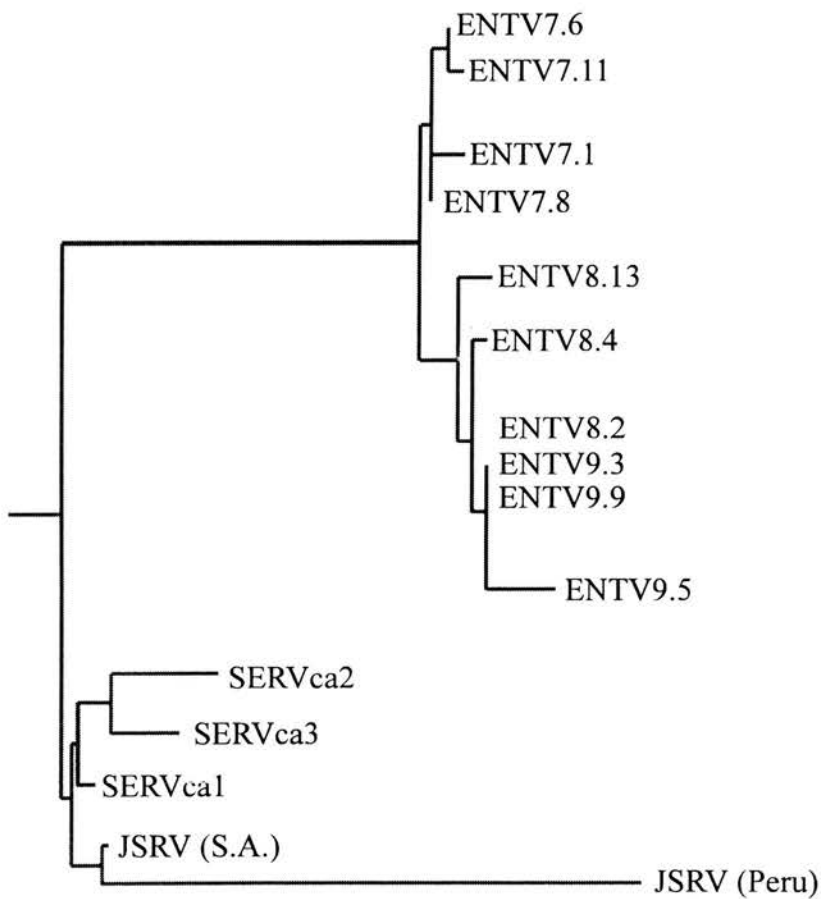 ENTV7.6
ENTV7.11
ENTV7.1
ENTV7.8
ENTV8.13
ENTV8.4
ENTV8.2
ENTV9.3
ENTV9.9
ENTV9.5
SERVca2
SERVca3
SERVca1
JSRV (S.A.)
JSRV (Peru)